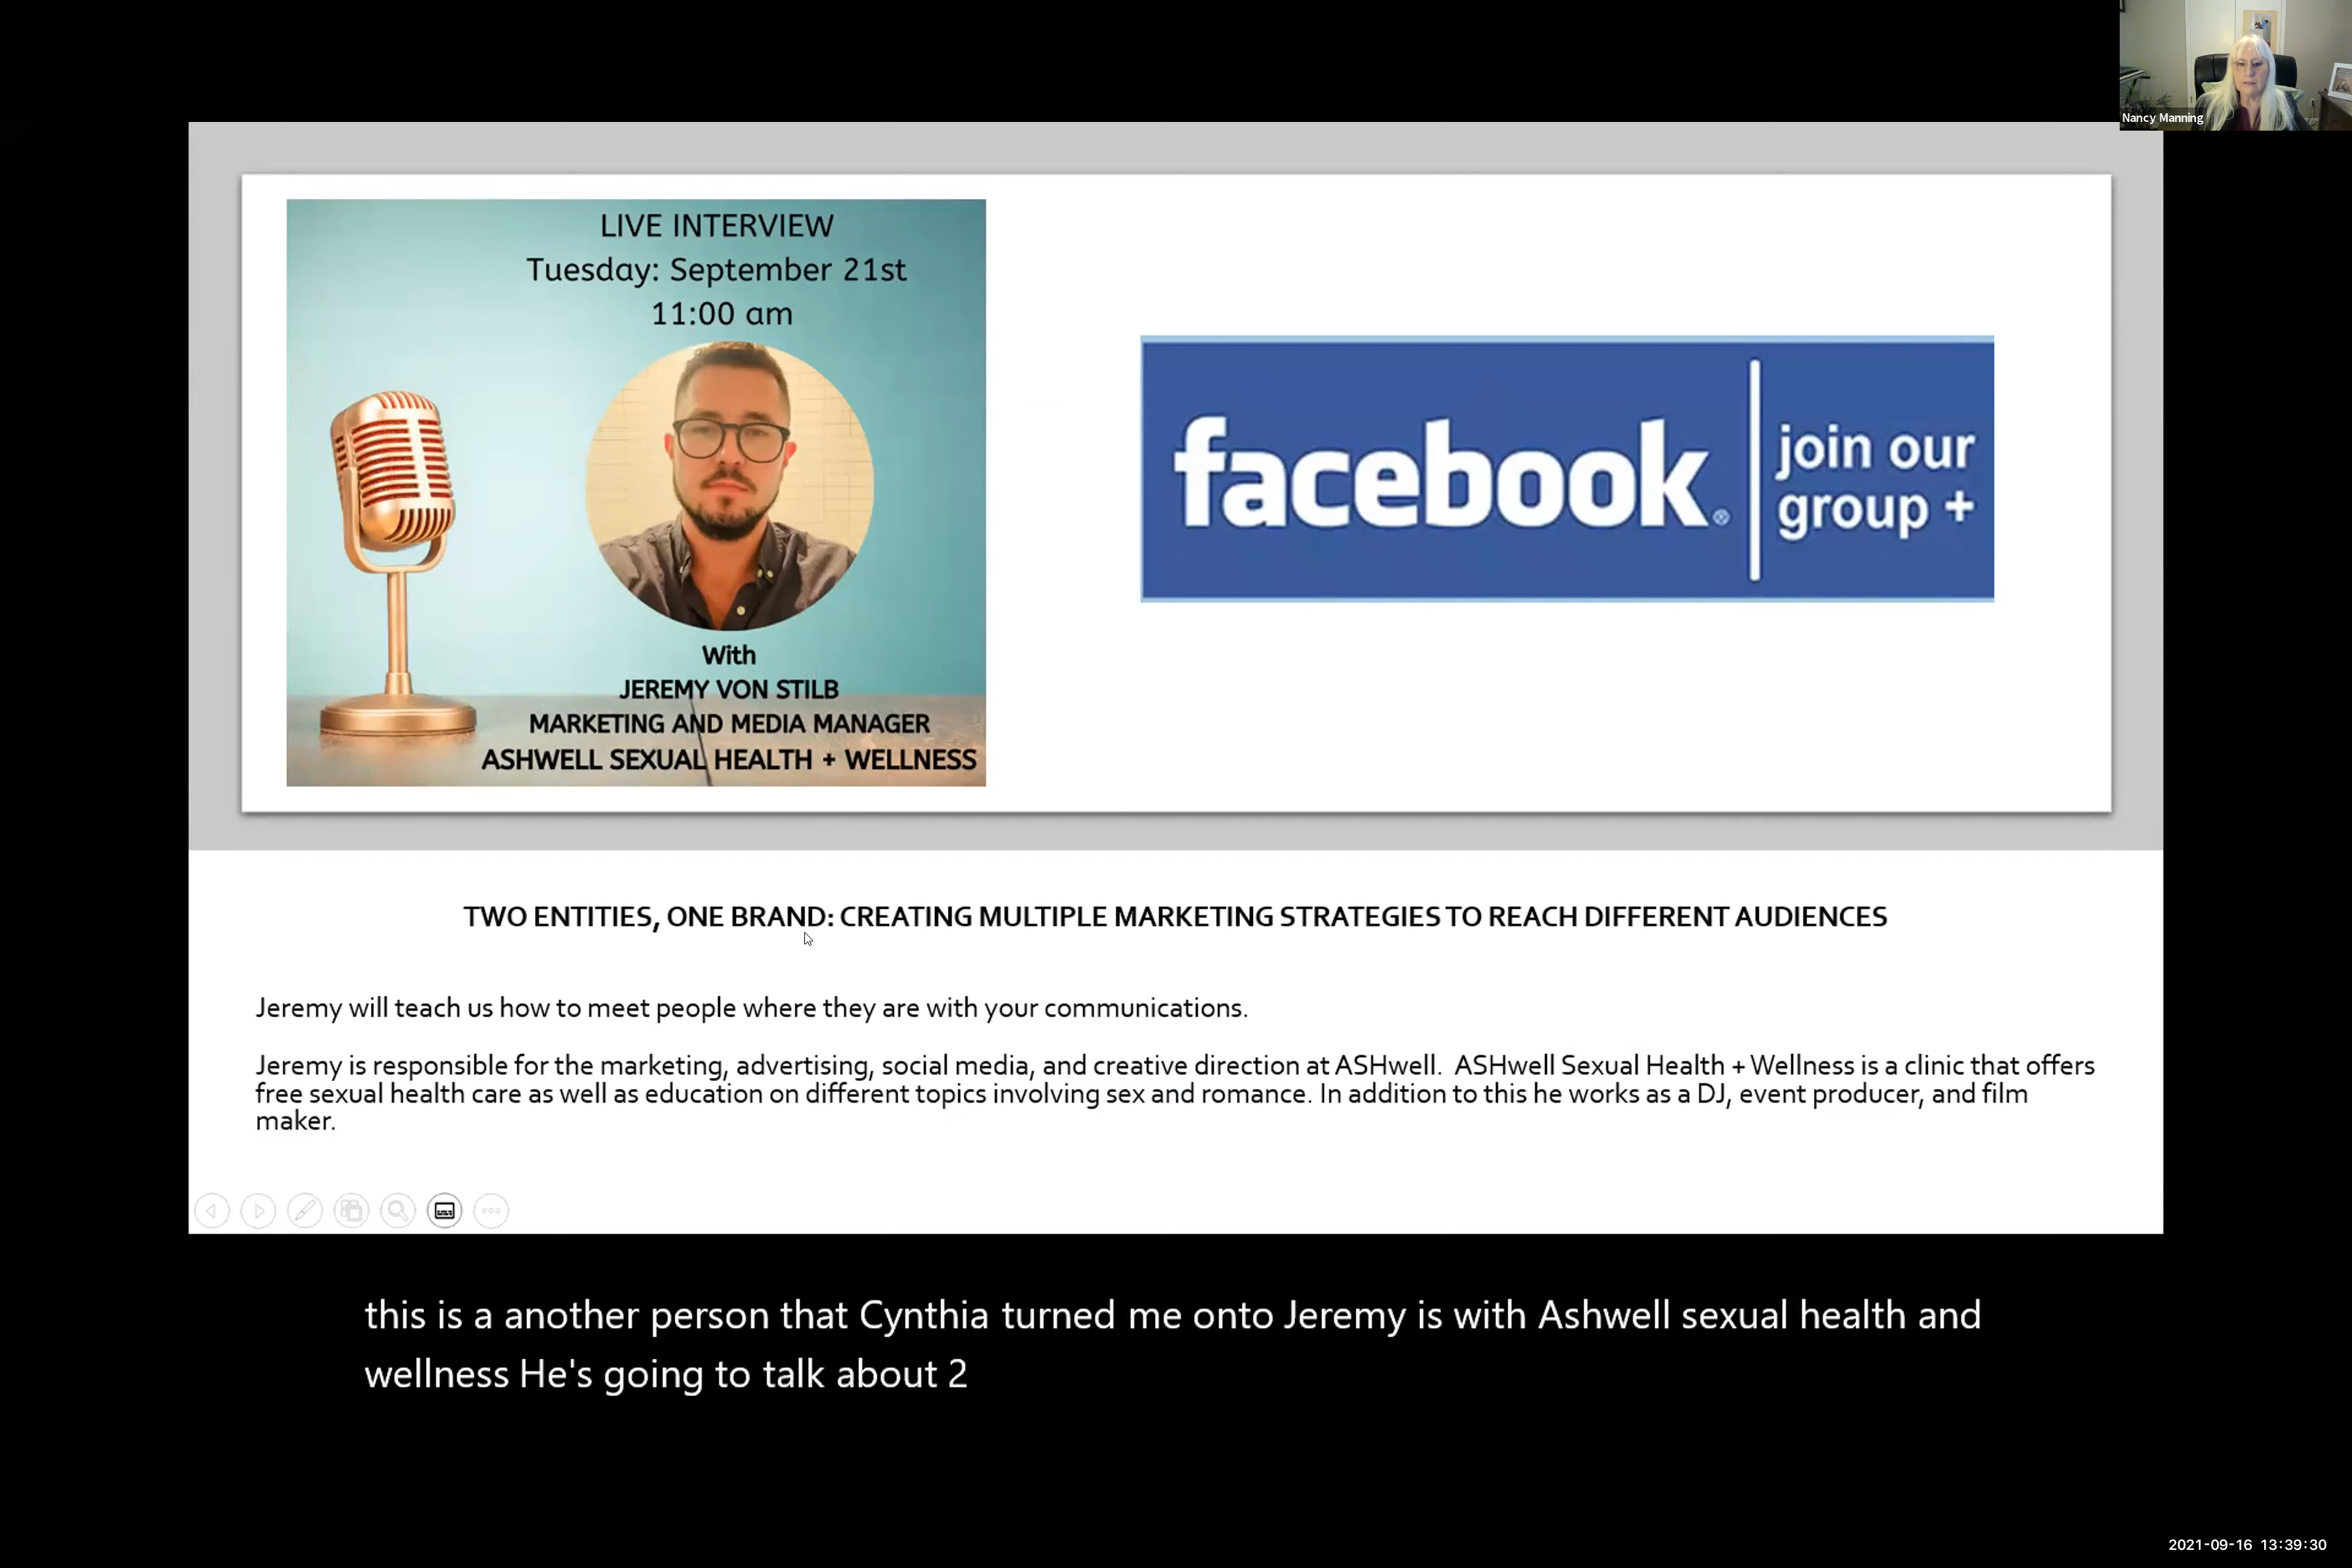 Nancy Manning
LIVE INTERVIEW
Tuesday: September 21st
11:00 am
With
JEREMY VON STILB
MARKETING AND MEDIA MANAGER
ASHWELL SEXUAL HEALTH + WELLNESS
facebook®
join our
group +
TWO ENTITIES, ONE BRAND: CREATING MULTIPLE MARKETING STRATEGIES TO REACH DIFFERENT AUDIENCES
Jeremy will teach us how to meet people where they are with your communications.
Jeremy is responsible for the marketing, advertising, social media, and creative direction at ASHwell. ASHwell Sexual Health + Wellness is a clinic that offers
free sexual health care as well as education on different topics involving sex and romance. In addition to this he works as a DJ, event producer, and film
maker.
this is a another person that Cynthia turned me onto Jeremy is with Ashwell sexual health and
wellness He's going to talk about 2
2021-09-16 13:39:30